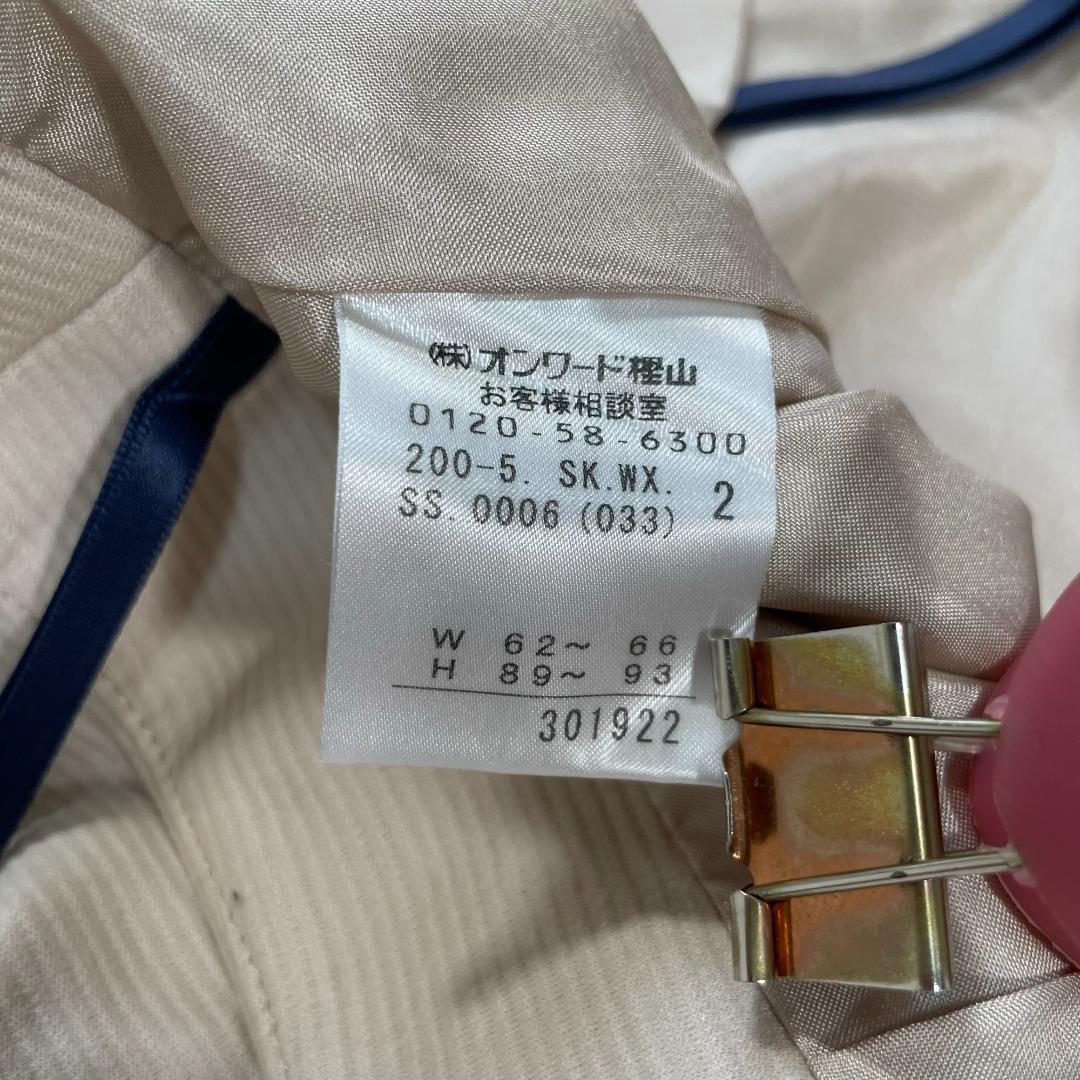 (株)オンワード樫山
お客様相談室
0120-58-6300
200-5. SK.WX. 2
SS. 0006 (033)
W 62～ 66
H 89～ 93
301922